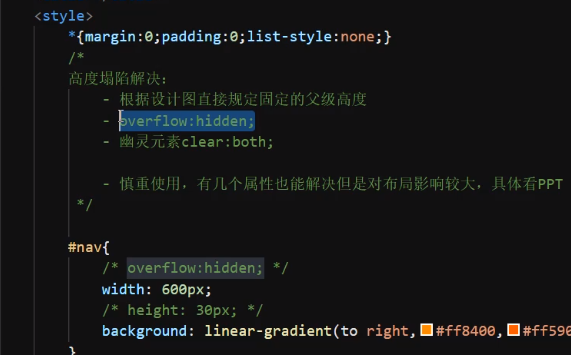 <style>
*{margin:0;padding:0;list-style:none;}
/*
高度塌陷解决:
- 根据设计图直接规定固定的父级高度
- overflow:hidden;
- 幽灵元素clear:both;
- 慎重使用，有几个属性也能解决但是对布局影响较大，具体看PPT
*/
#nav{
/* overflow:hidden; */
width: 600px;
/* height: 30px; */
background: linear-gradient(to right,#ff8400,#ff590
}